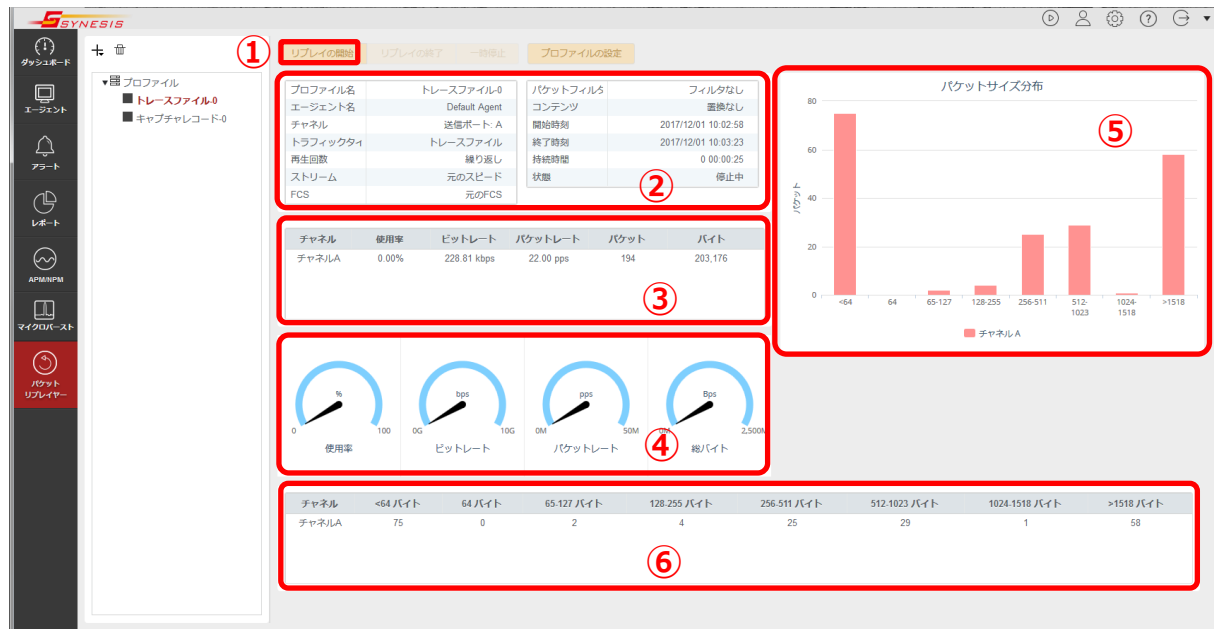 SYNESIS
ダッシュボード
エージェント
アラート
レポート
APM/NPM
マイクロバースト
パケット
リプレイヤー
プロファイル
トレースファイル-0
キャプチャレコード-0
①
リプレイの開始
リプレイの終了
一時停止
プロファイルの設定
プロファイル名 トレースファイル-0
エージェント名 Default Agent
チャネル 送信ポート: A
トラフィックタイ トレースファイル
再生回数 繰り返し
ストリーム 元のスピード
FCS 元のFCS
パケットフィルタ フィルタなし
コンテンツ 置換なし
開始時刻 2017/12/01 10:02:58
終了時刻 2017/12/01 10:03:23
持続時間 0 00:00:25
状態 停止中
②
チャネル 使用率 ビットレート パケットレート パケット バイト
チャネルA 0.00% 228.81 kbps 22.00 pps 194 203,176
③
% bps pps Bps
0 100 0G 10G 0M 50M 0M 2,500M
使用率 ビットレート パケットレート 総バイト
④
パケットサイズ分布
80
60
40
20
0
パケット
<64 64 65-127 128-255 256-511 512-1023 1024-1518 >1518
チャネル A
⑤
チャネル <64 バイト 64 バイト 65-127 バイト 128-255 バイト 256-511 バイト 512-1023 バイト 1024-1518 バイト >1518 バイト
チャネルA 75 0 2 4 25 29 1 58
⑥